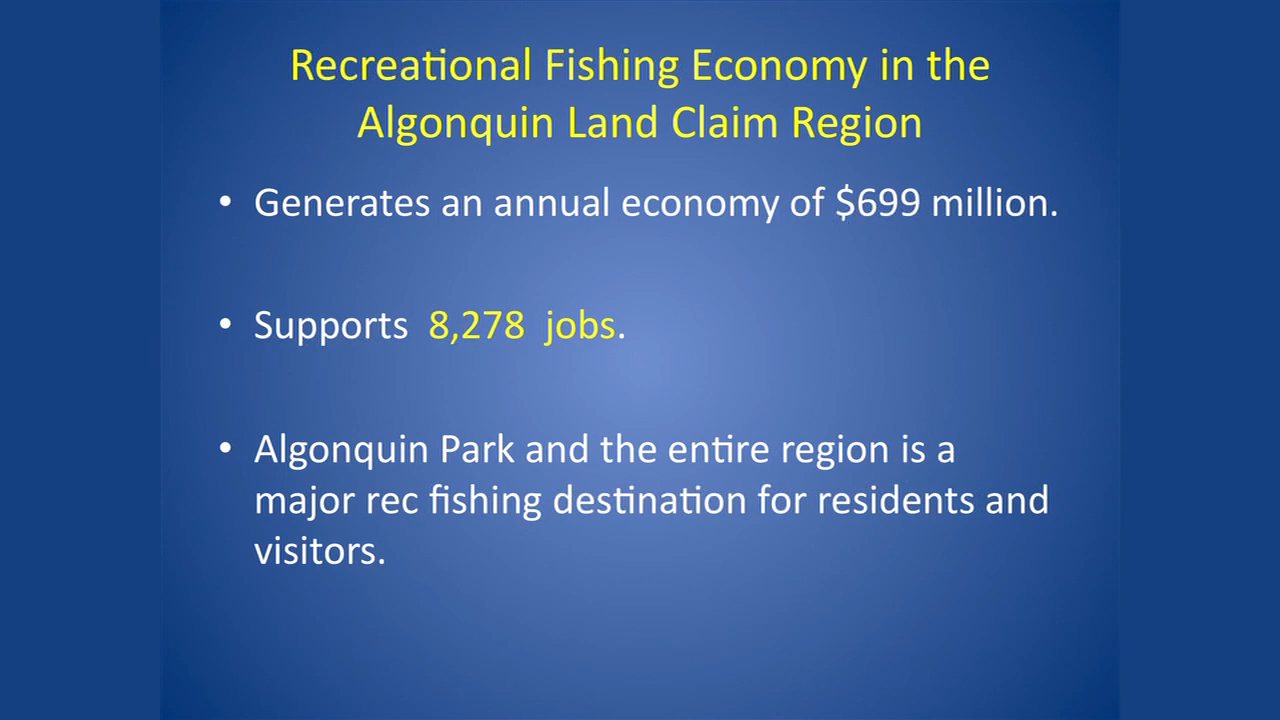 Recreational Fishing Economy in the
Algonquin Land Claim Region
• Generates an annual economy of $699 million.
• Supports 8,278 jobs.
• Algonquin Park and the entire region is a
major rec fishing destination for residents and
visitors.